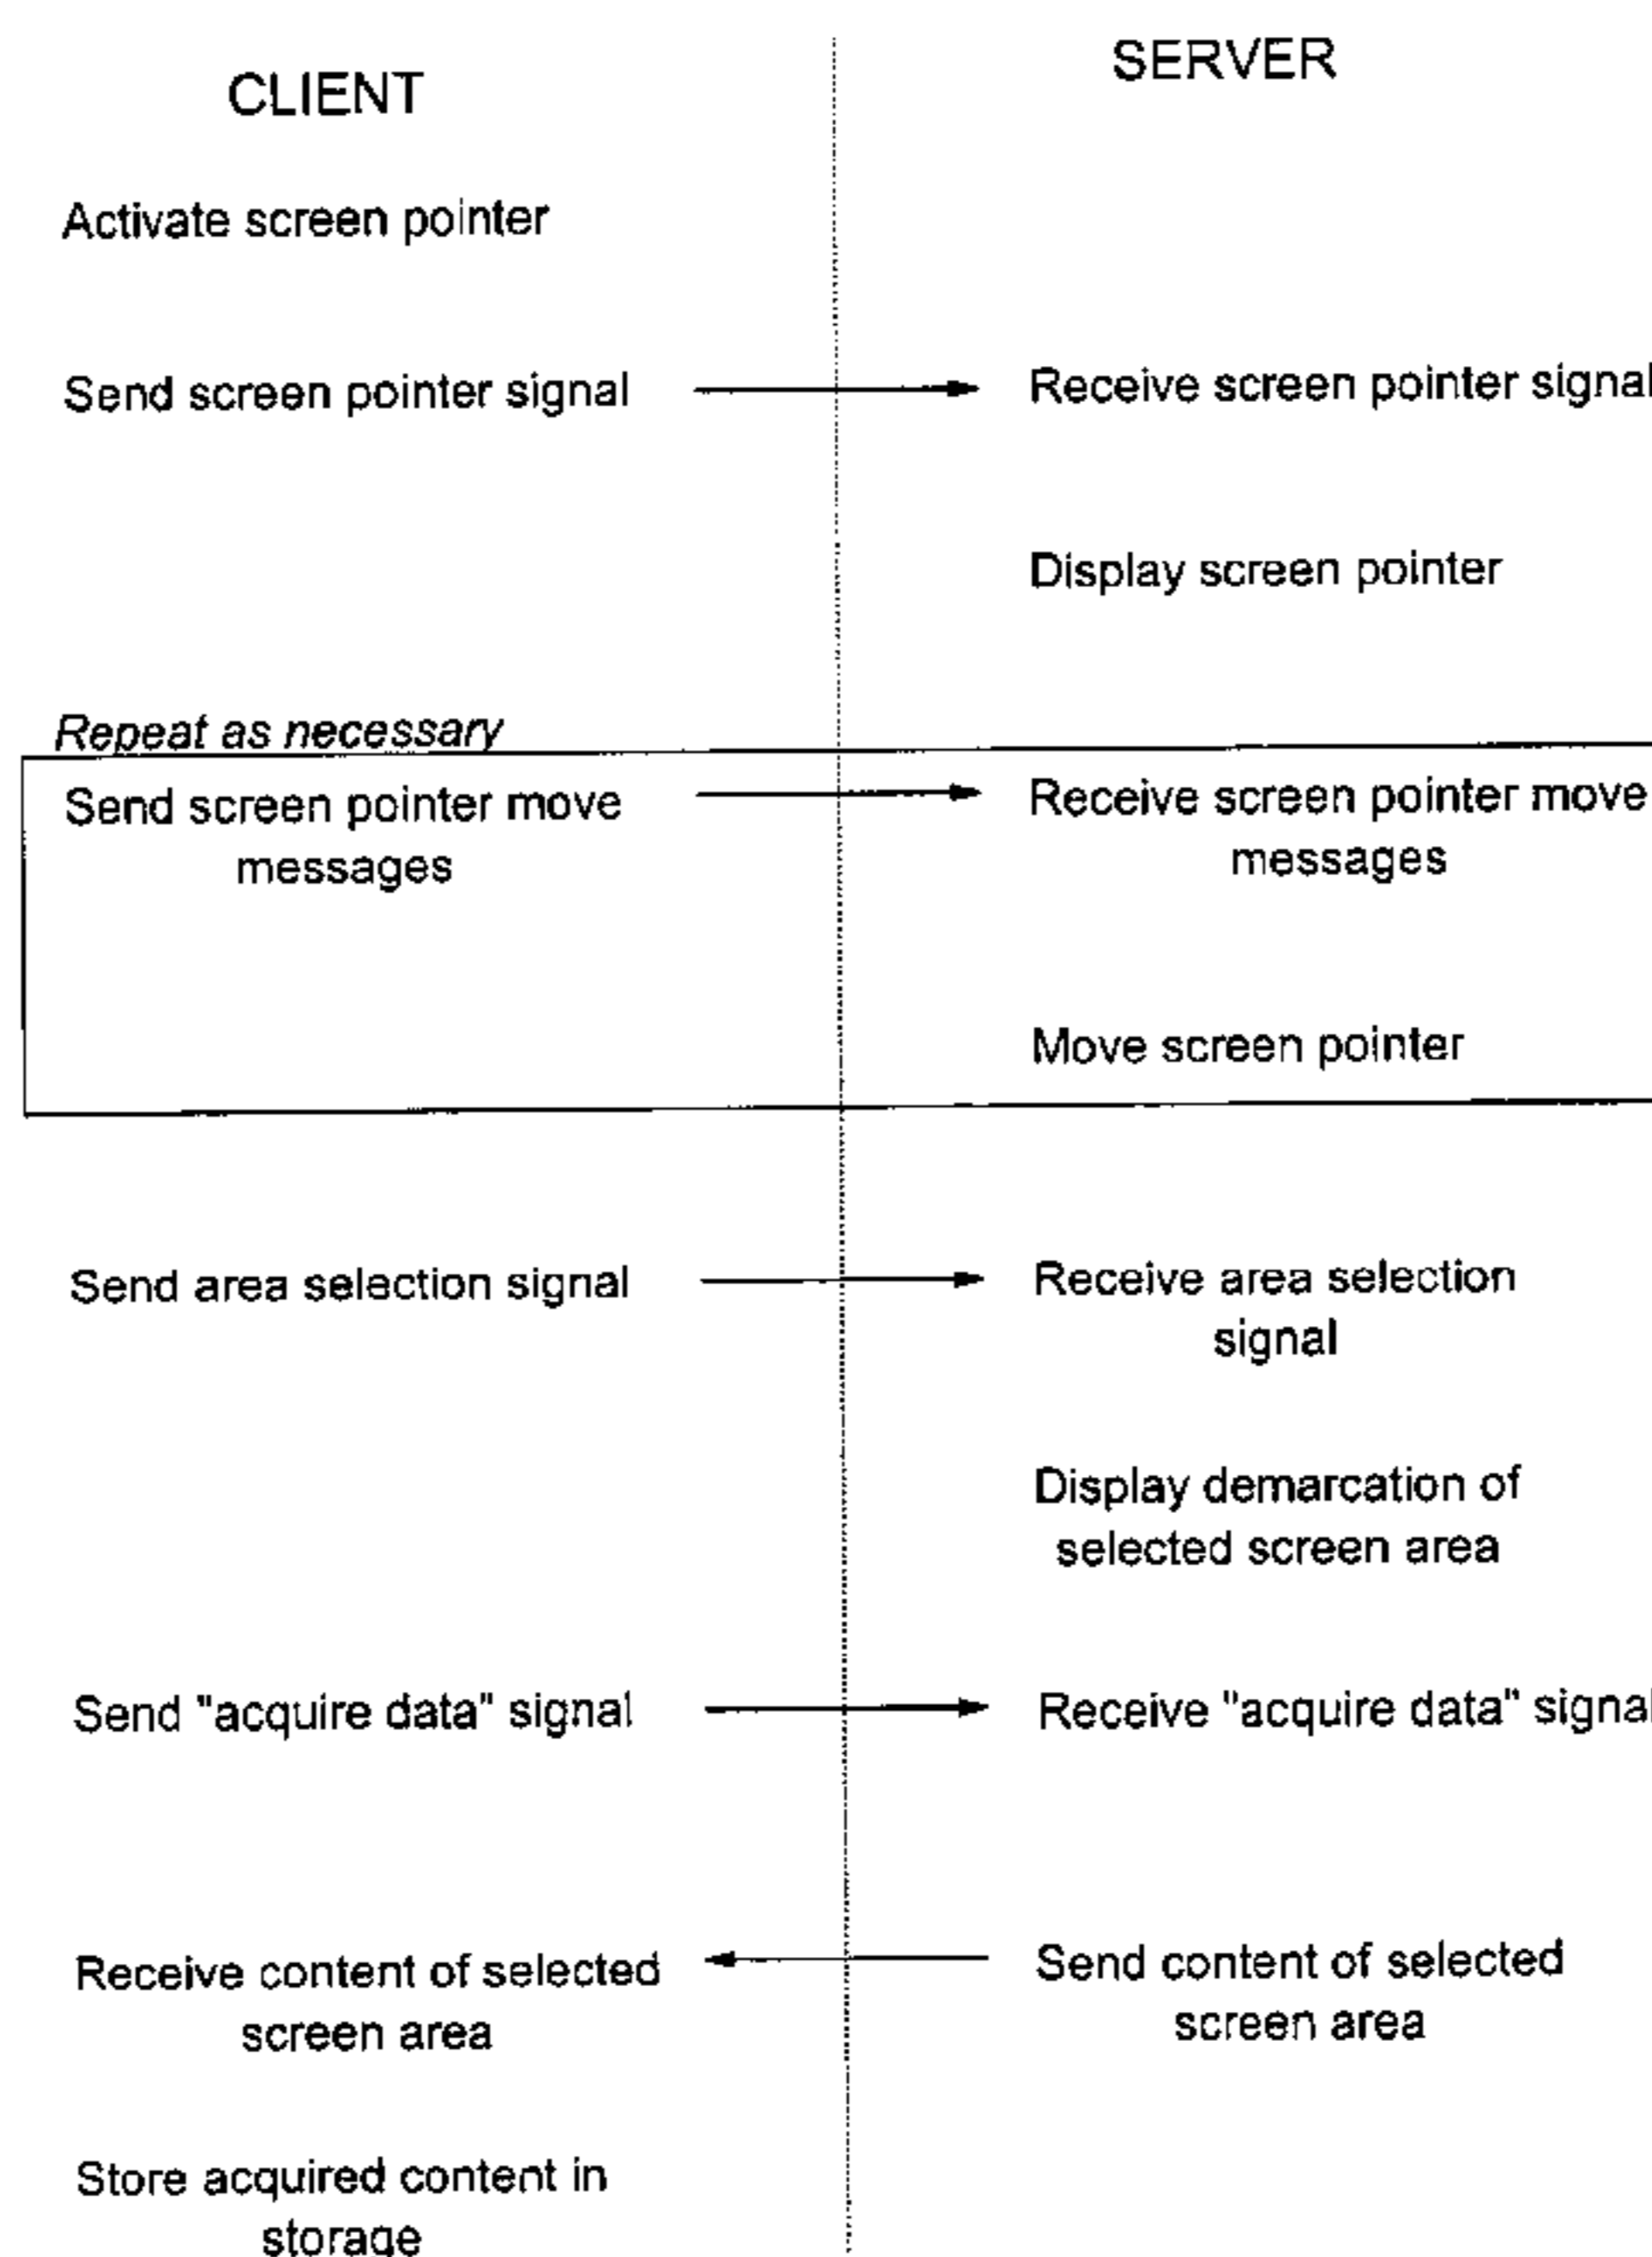 CLIENT
SERVER
Activate screen pointer
Send screen pointer signal
Receive screen pointer signal
Display screen pointer
Repeat as necessary
Send screen pointer move
messages
Receive screen pointer move
messages
Move screen pointer
Send area selection signal
Receive area selection
signal
Display demarcation of
selected screen area
Send "acquire data" signal
Receive "acquire data" signal
Receive content of selected
screen area
Send content of selected
screen area
Store acquired content in
storage